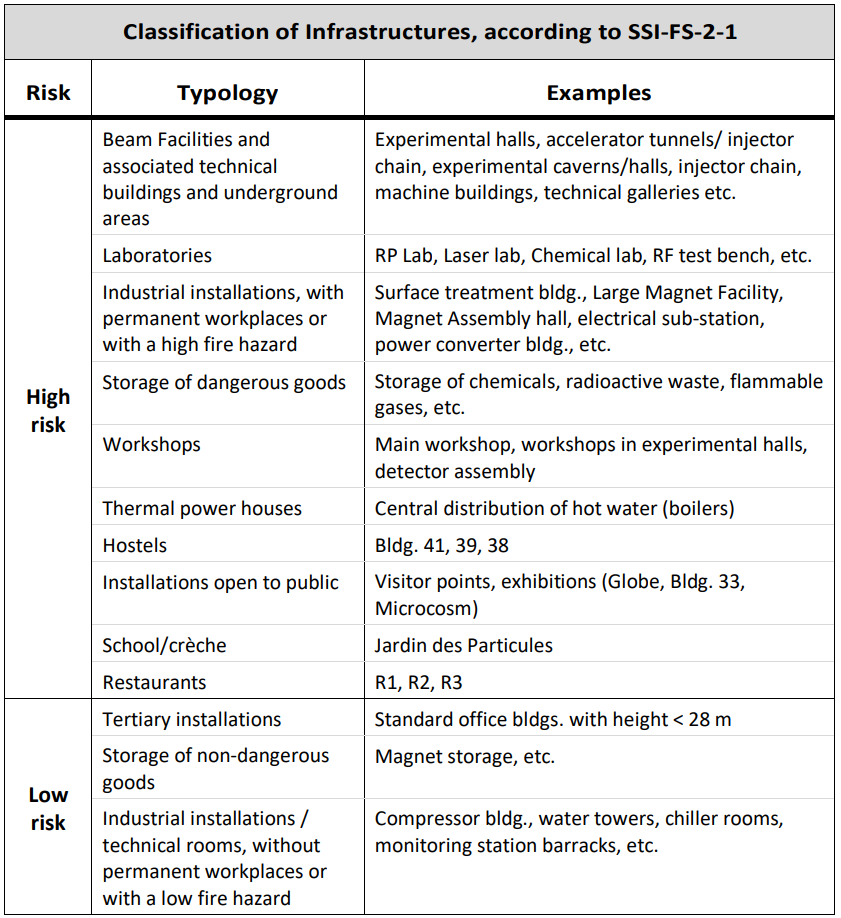 Classification of Infrastructures, according to SSI-FS-2-1
Risk
Typology
Examples
High
risk
Beam Facilities and
associated technical
buildings and underground
areas
Experimental halls, accelerator tunnels/ injector
chain, experimental caverns/halls, injector chain,
machine buildings, technical galleries etc.
Laboratories
RP Lab, Laser lab, Chemical lab, RF test bench, etc.
Industrial installations, with
permanent workplaces or
with a high fire hazard
Surface treatment bldg., Large Magnet Facility,
Magnet Assembly hall, electrical sub-station,
power converter bldg., etc.
Storage of dangerous goods
Storage of chemicals, radioactive waste, flammable
gases, etc.
Workshops
Main workshop, workshops in experimental halls,
detector assembly
Thermal power houses
Central distribution of hot water (boilers)
Hostels
Bldg. 41, 39, 38
Installations open to public
Visitor points, exhibitions (Globe, Bldg. 33,
Microcosm)
School/crèche
Jardin des Particules
Restaurants
R1, R2, R3
Low
risk
Tertiary installations
Standard office bldgs. with height < 28 m
Storage of non-dangerous
goods
Magnet storage, etc.
Industrial installations /
technical rooms, without
permanent workplaces or
with a low fire hazard
Compressor bldg., water towers, chiller rooms,
monitoring station barracks, etc.